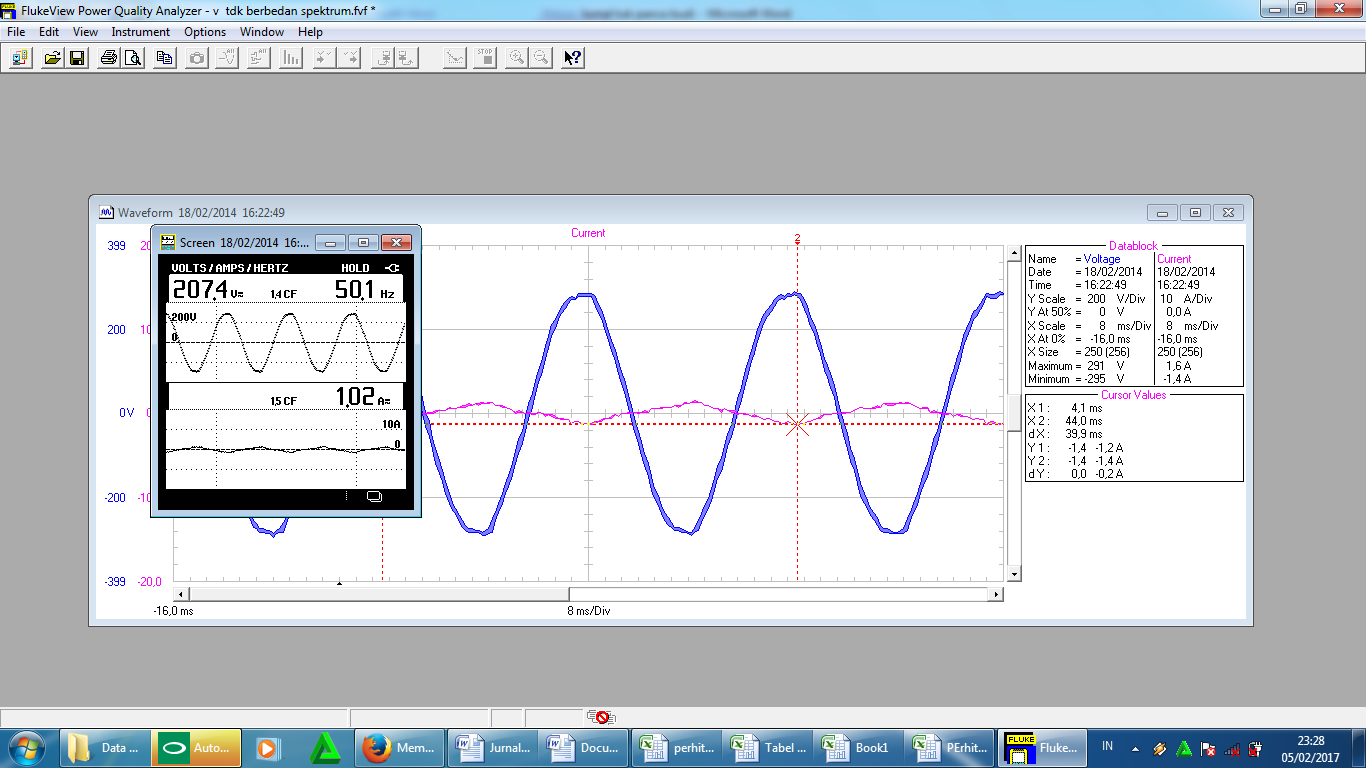 FlukeView Power Quality Analyzer - v  tdk berbedan spektrum.fvf *
File Edit View Instrument Options Window Help
Waveform  18/02/2014  16:22:49
Screen  18/02/2014  16:...
VOLTS/AMPS/HERTZ HOLD
207.4 V≂ 1,4 CF 50.1 Hz
200V
0
1,5 CF 1.02 A≂
10A
0
Current
2
399
20
200
10
0V
-200
-10
-399 -20,0
-16,0 ms 8 ms/Div
Datablock
Name = Voltage Current
Date = 18/02/2014 18/02/2014
Time = 16:22:49 16:22:49
Y Scale = 200 V/Div 10 A/Div
Y At 50% = 0 V 0,0 A
X Scale = 8 ms/Div 8 ms/Div
X At 0% = -16,0 ms -16,0 ms
X Size = 250 (256) 250 (256)
Maximum = 291 V 1,6 A
Minimum = -295 V -1,4 A
Cursor Values
X 1 : 4,1 ms
X 2 : 44,0 ms
dX : 39,9 ms
Y 1 : -1,4 -1,2 A
Y 2 : -1,4 -1,4 A
dY : 0,0 -0,2 A
Data ... Auto... Mem... Jurnal... Docu... perhit... Tabel ... Book1 PErhit... FLUKE Fluke... IN 23:28
05/02/2017